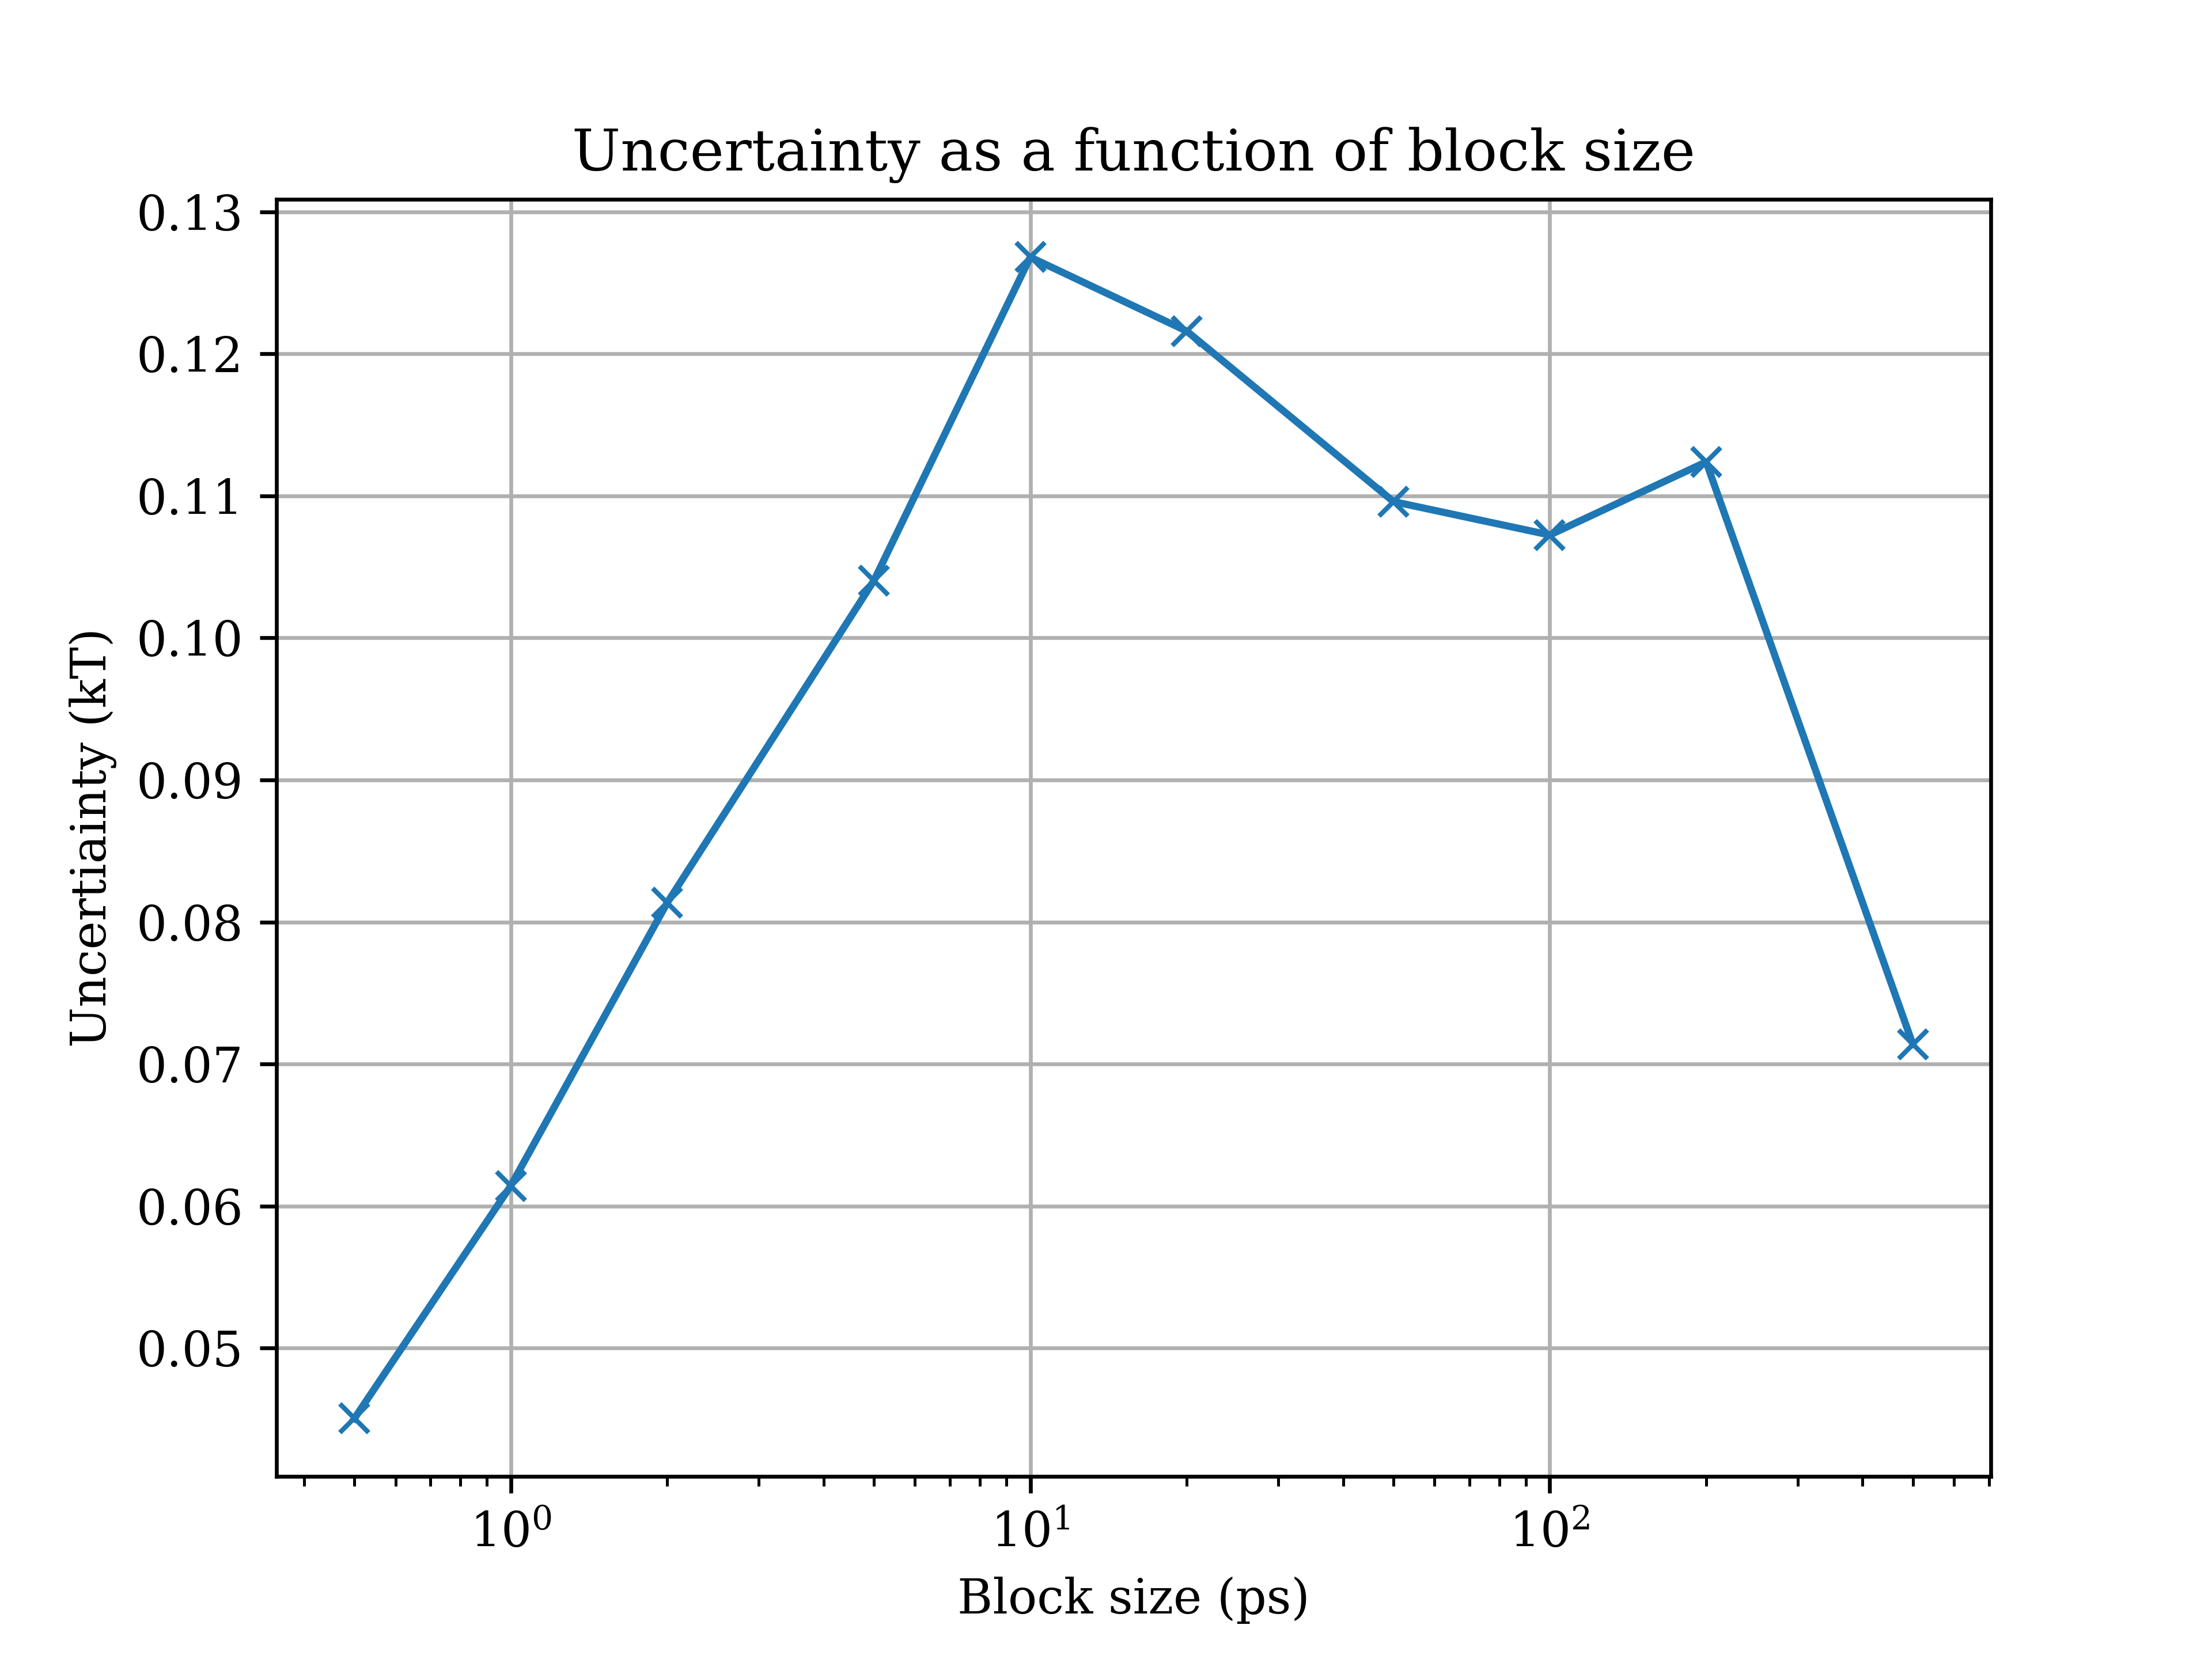 Uncertainty as a function of block size
0.13
0.12
0.11
0.10
0.09
0.08
0.07
0.06
0.05
Uncertiainty (kT)
10⁰ 10¹ 10²
Block size (ps)